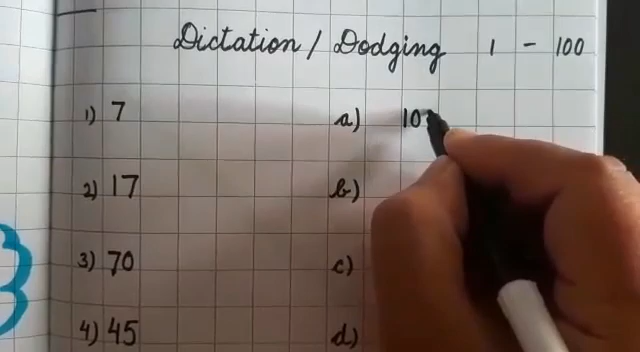 Dictation / Dodging 1 - 100
1) 7 a) 10
2) 17 b)
3) 70 c)
4) 45 d)